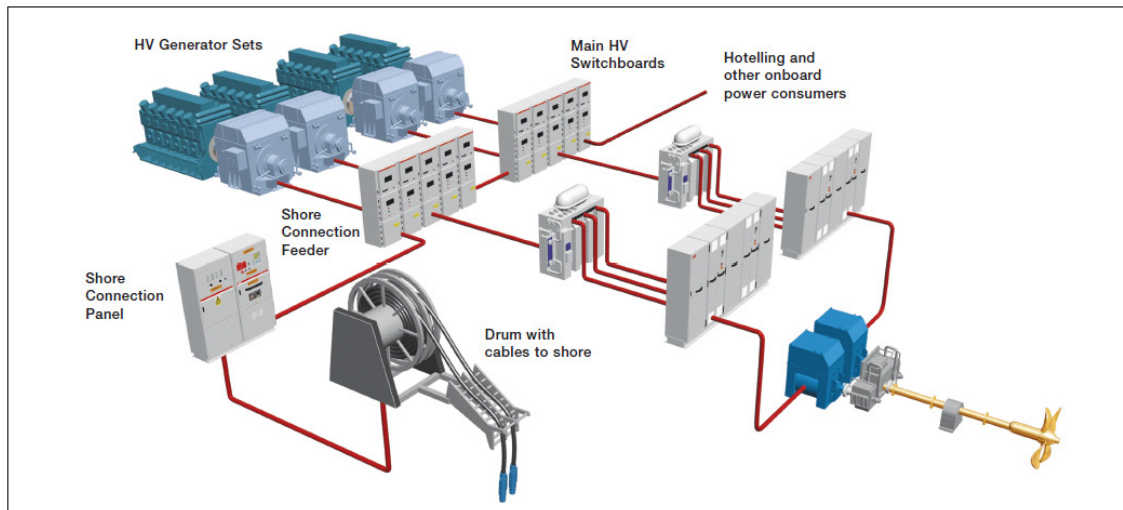 HV Generator Sets
Main HV
Switchboards
Hotelling and
other onboard
power consumers
Shore
Connection
Feeder
Shore
Connection
Panel
Drum with
cables to shore